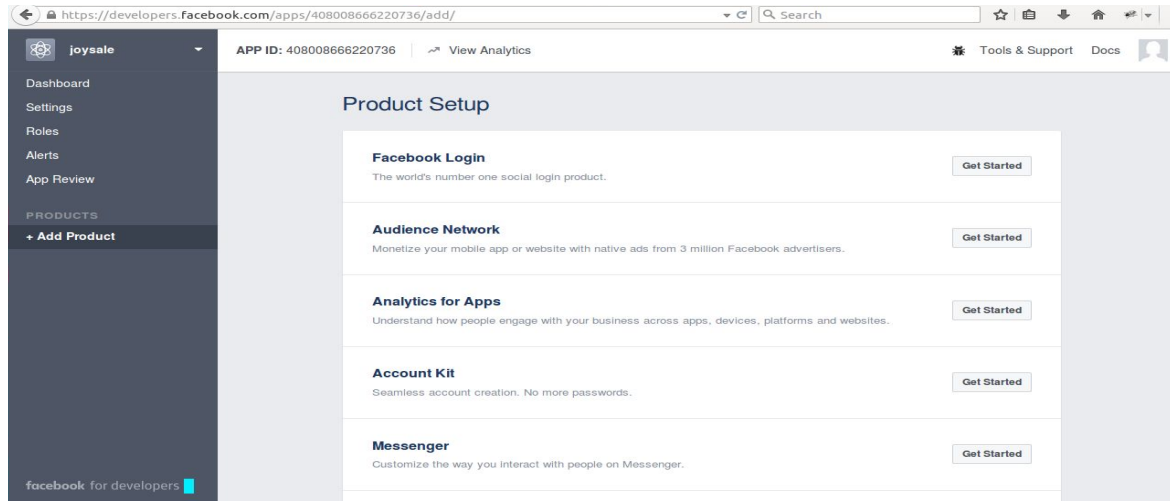 https://developers.facebook.com/apps/408008666220736/add/
Search
joysale
APP ID: 408008666220736
View Analytics
Tools & Support
Docs
Dashboard
Settings
Roles
Alerts
App Review
PRODUCTS
+ Add Product
Product Setup
Facebook Login
The world's number one social login product.
Get Started
Audience Network
Monetize your mobile app or website with native ads from 3 million Facebook advertisers.
Get Started
Analytics for Apps
Understand how people engage with your business across apps, devices, platforms and websites.
Get Started
Account Kit
Seamless account creation. No more passwords.
Get Started
Messenger
Customize the way you interact with people on Messenger.
Get Started
facebook for developers